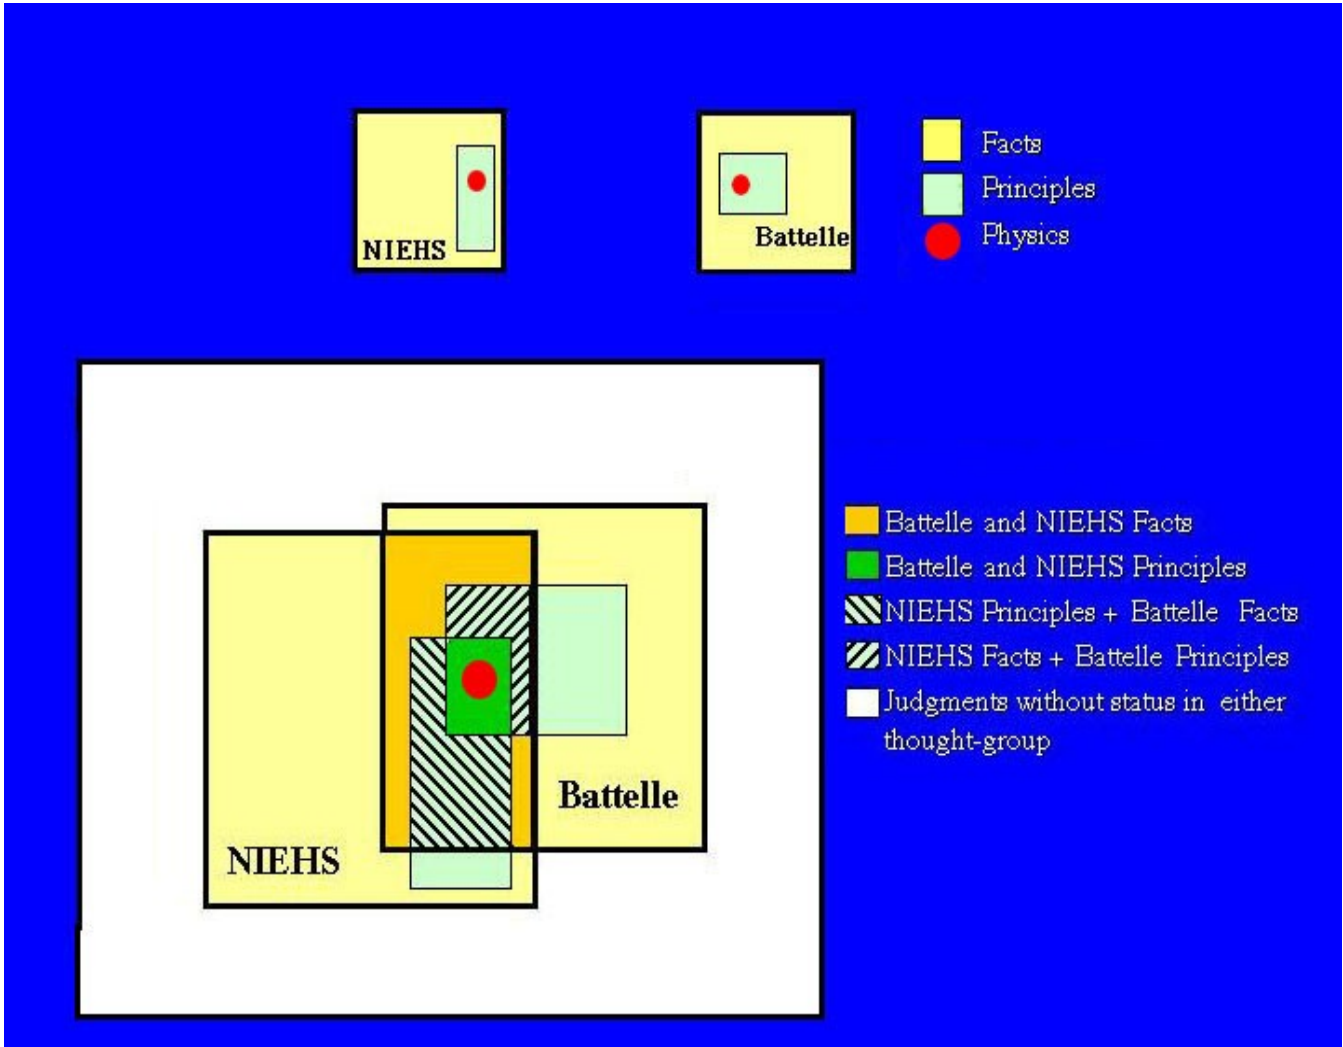 NIEHS
Battelle
Facts
Principles
Physics
Battelle and NIEHS Facts
Battelle and NIEHS Principles
NIEHS Principles + Battelle Facts
NIEHS Facts + Battelle Principles
Judgments without status in either
thought-group
Battelle
NIEHS